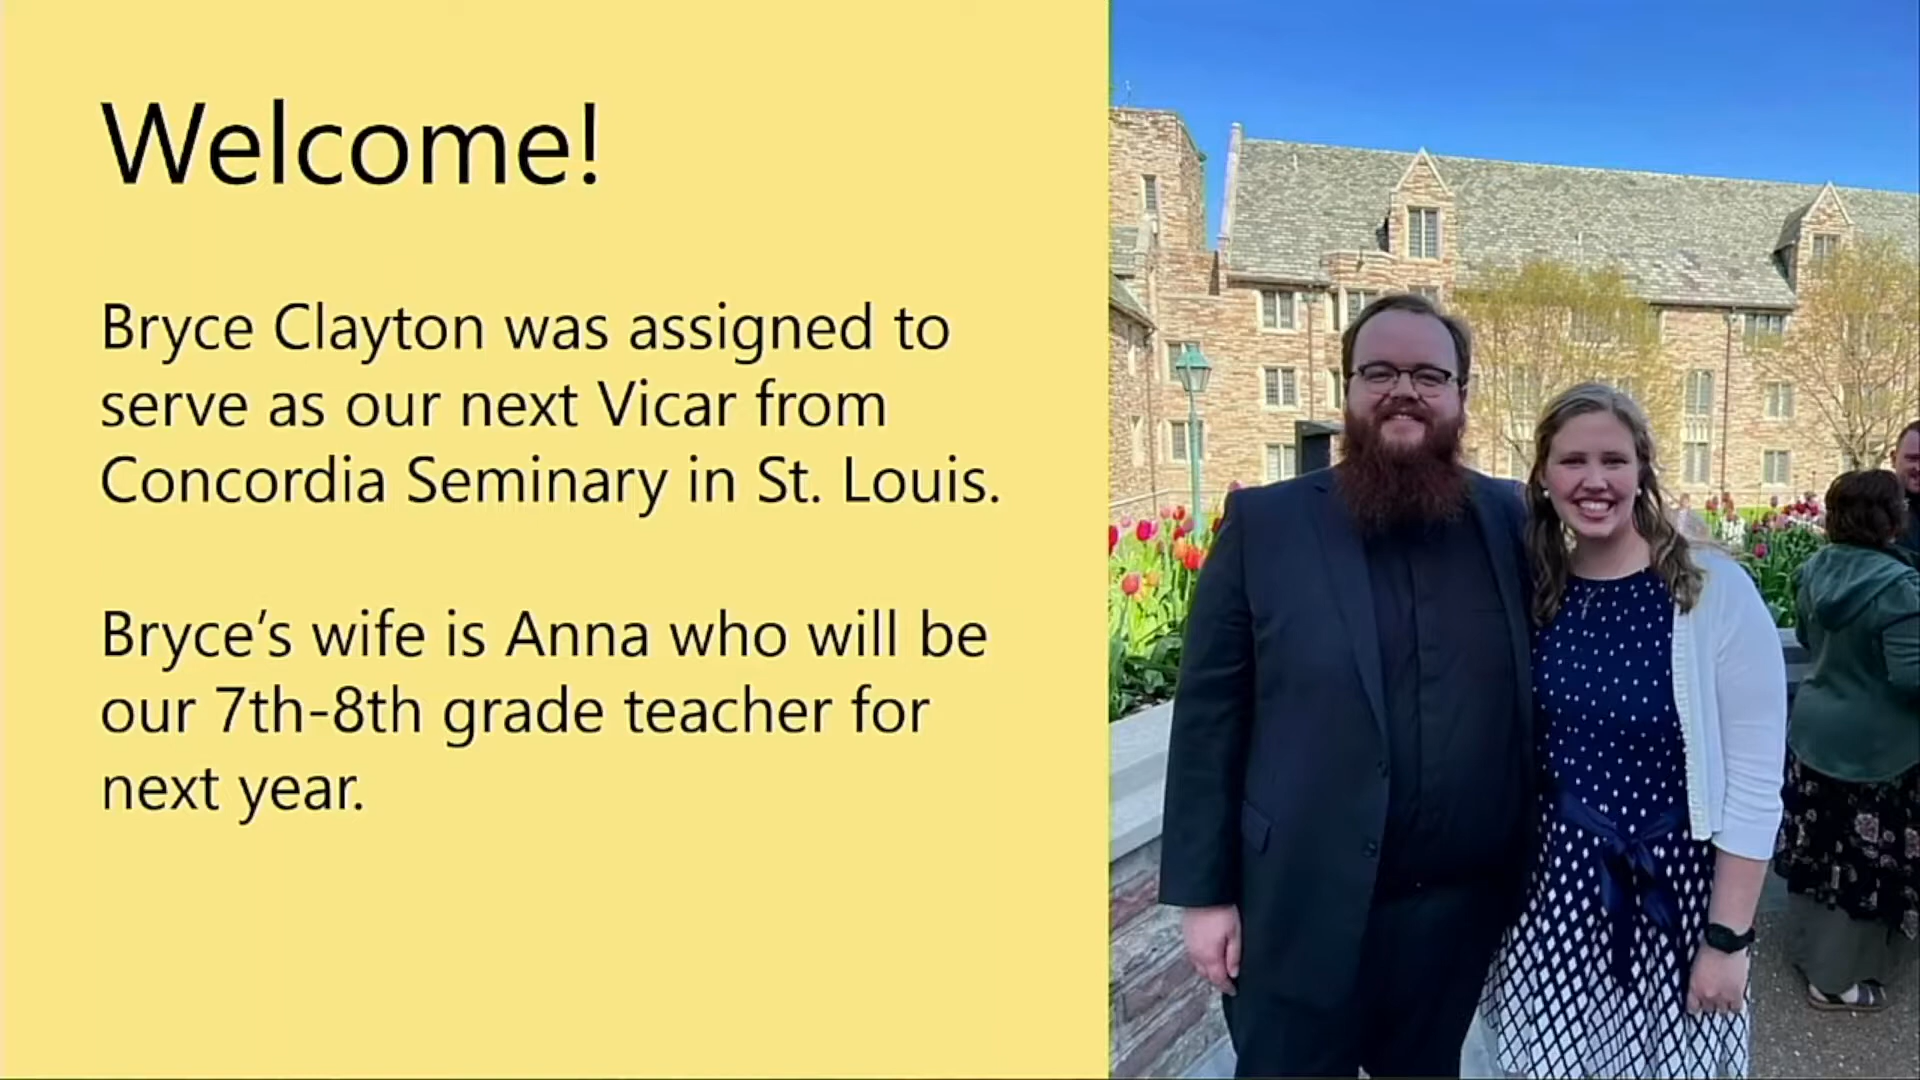 Welcome!
Bryce Clayton was assigned to
serve as our next Vicar from
Concordia Seminary in St. Louis.
Bryce’s wife is Anna who will be
our 7th-8th grade teacher for
next year.